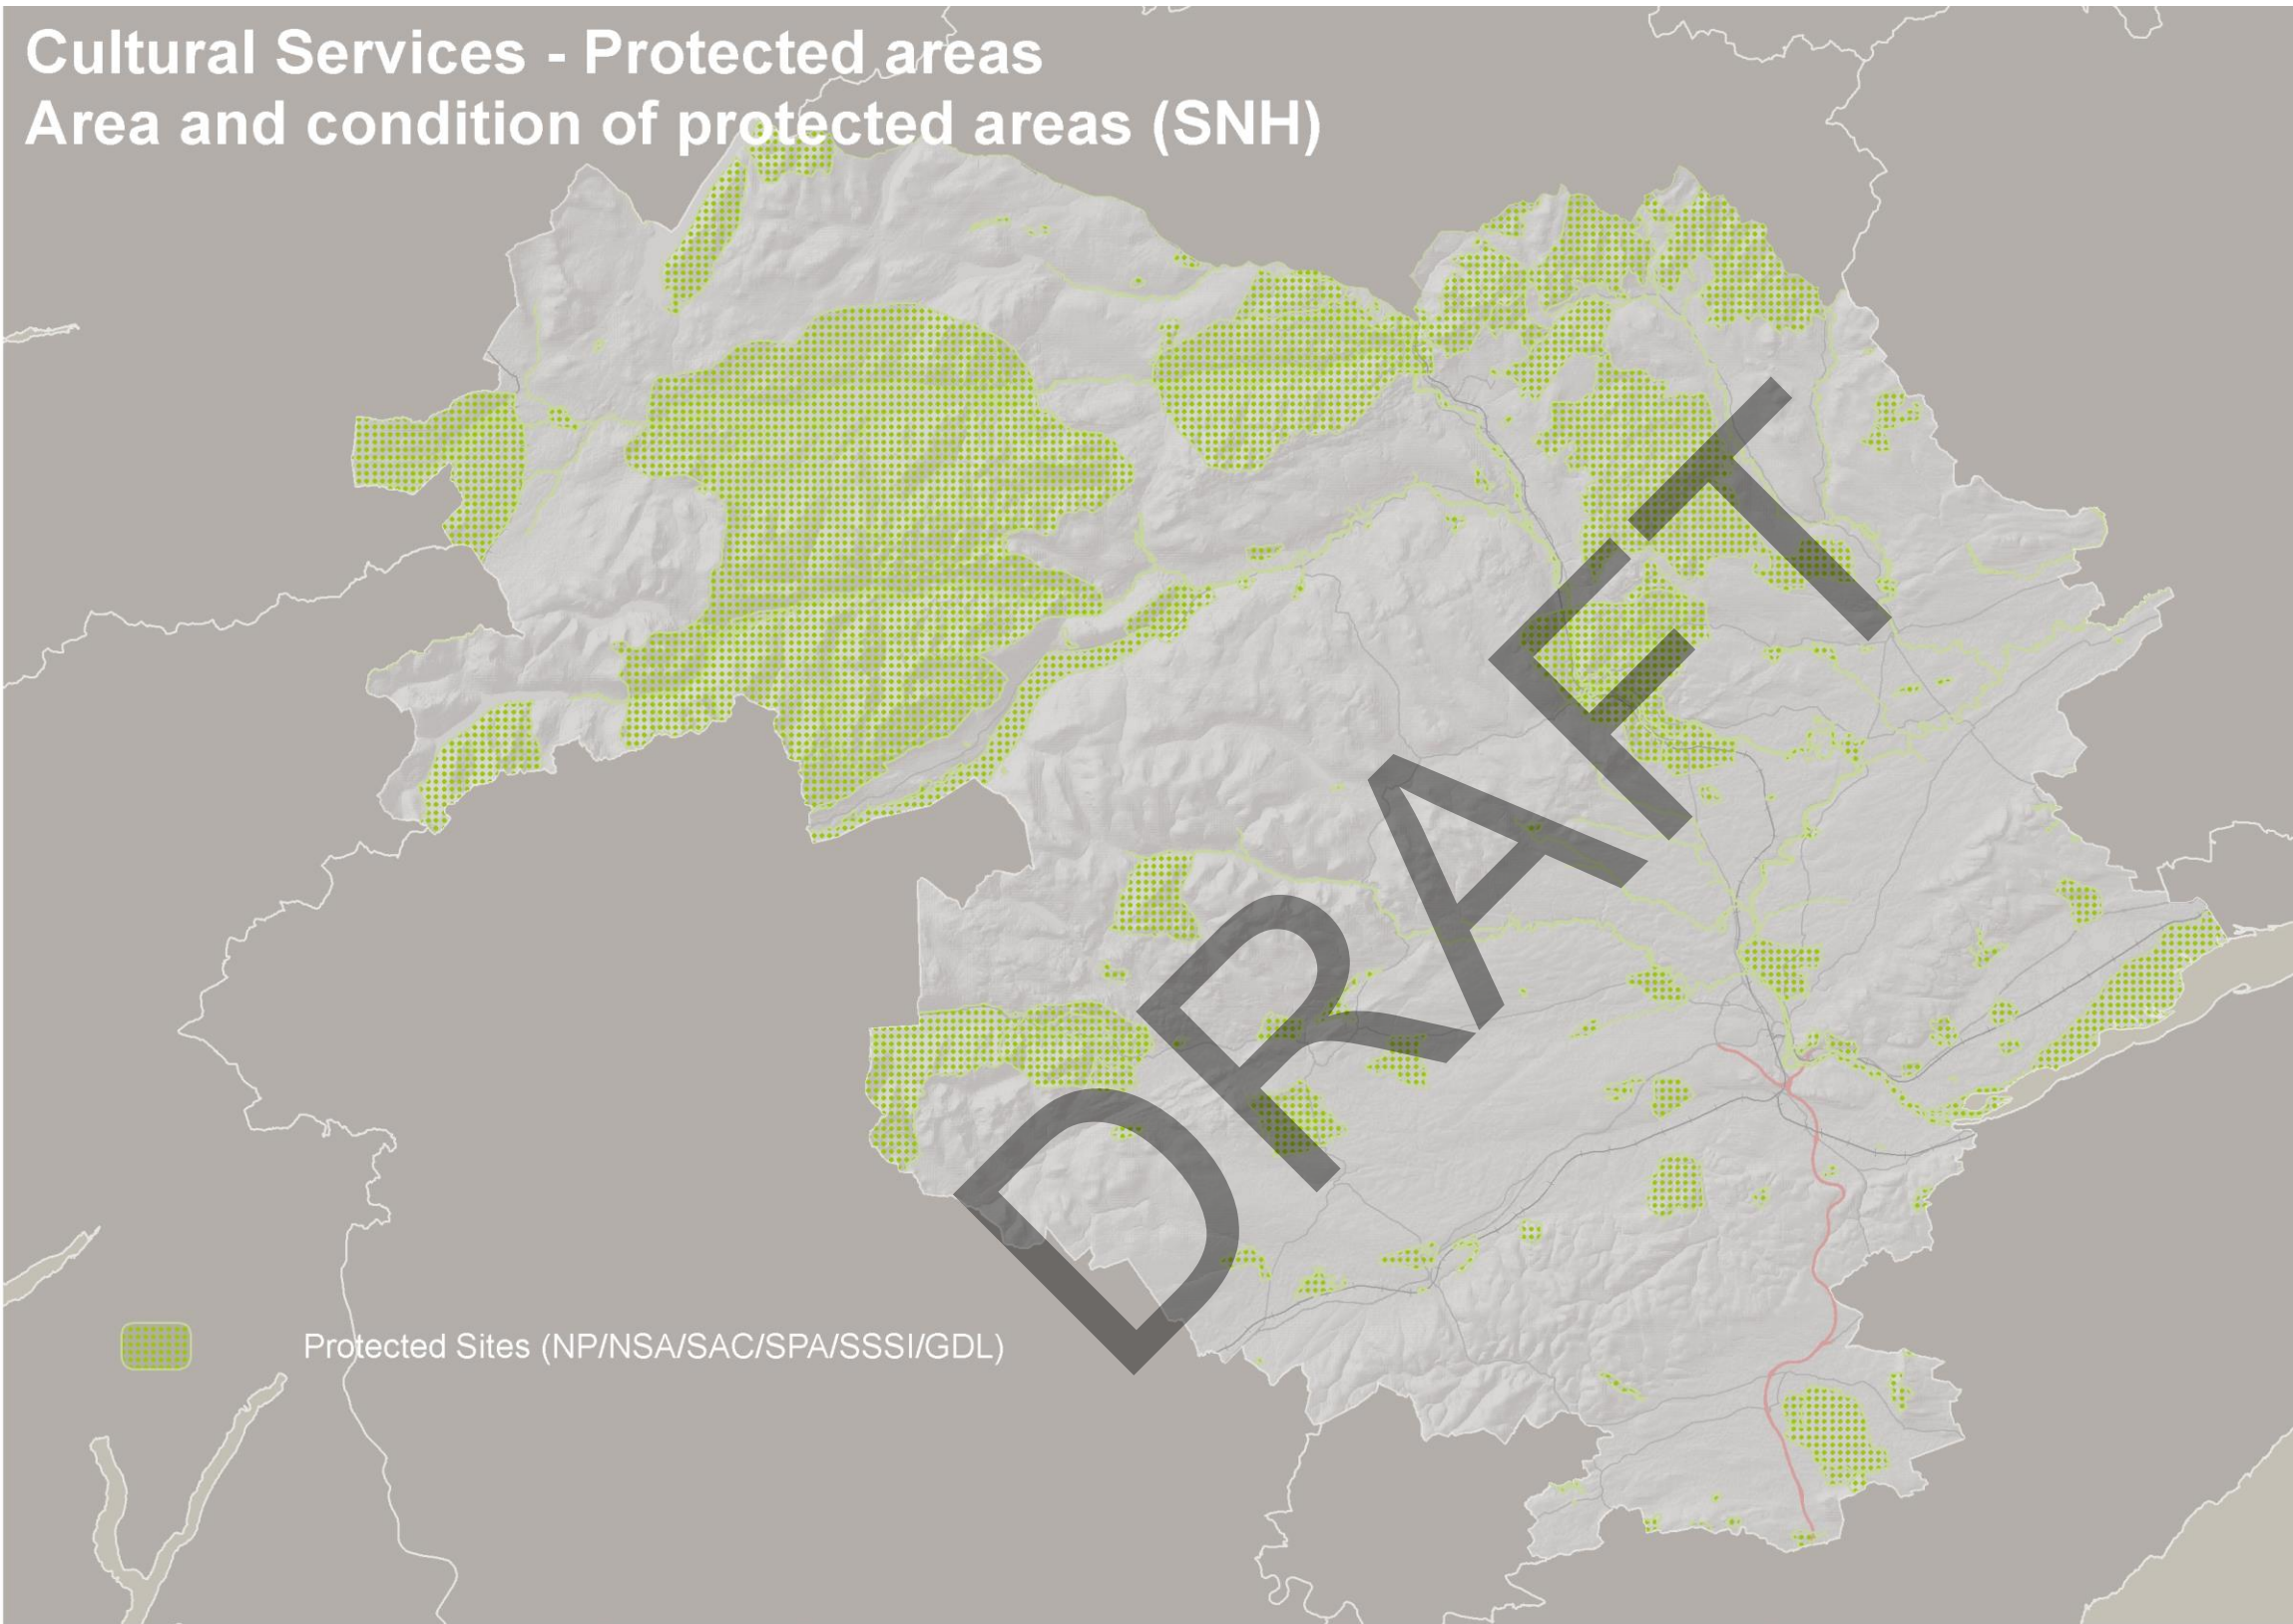 Cultural Services - Protected areas
Area and condition of protected areas (SNH)
DRAFT
Protected Sites (NP/NSA/SAC/SPA/SSSI/GDL)